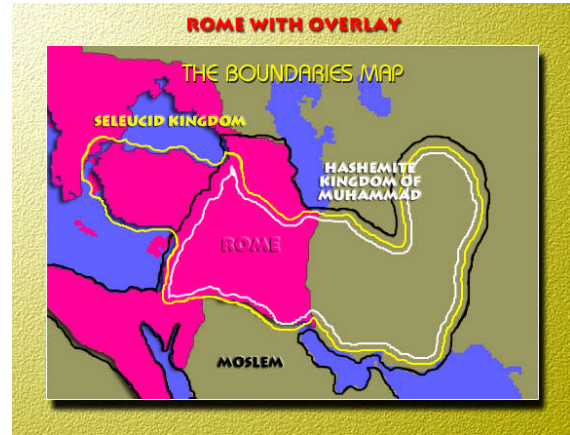 ROME WITH OVERLAY
THE BOUNDARIES MAP
SELEUCID KINGDOM
HASHEMITE
KINGDOM OF
MUHAMMAD
ROME
MOSLEM